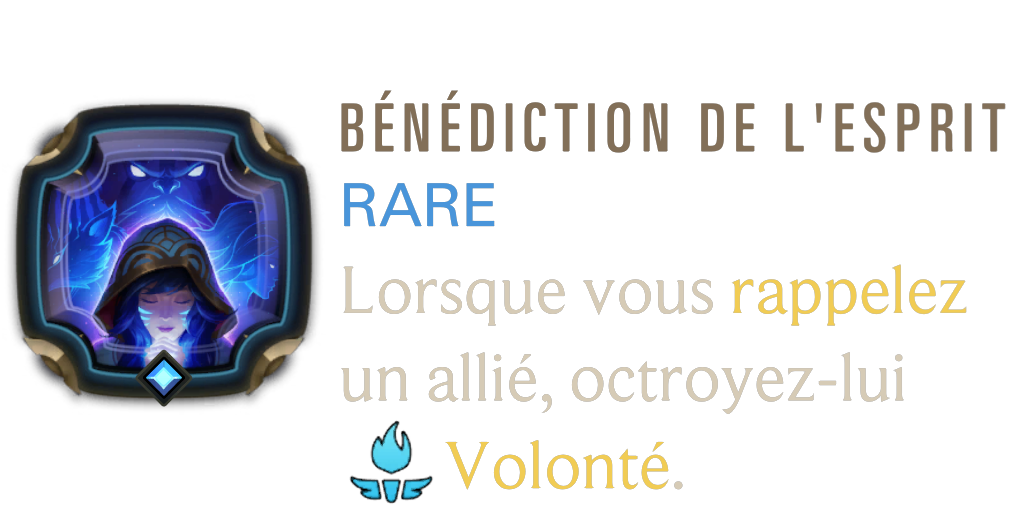 BÉNÉDICTION DE L'ESPRIT
RARE
Lorsque vous rappelez
un allié, octroyez-lui
Volonté.